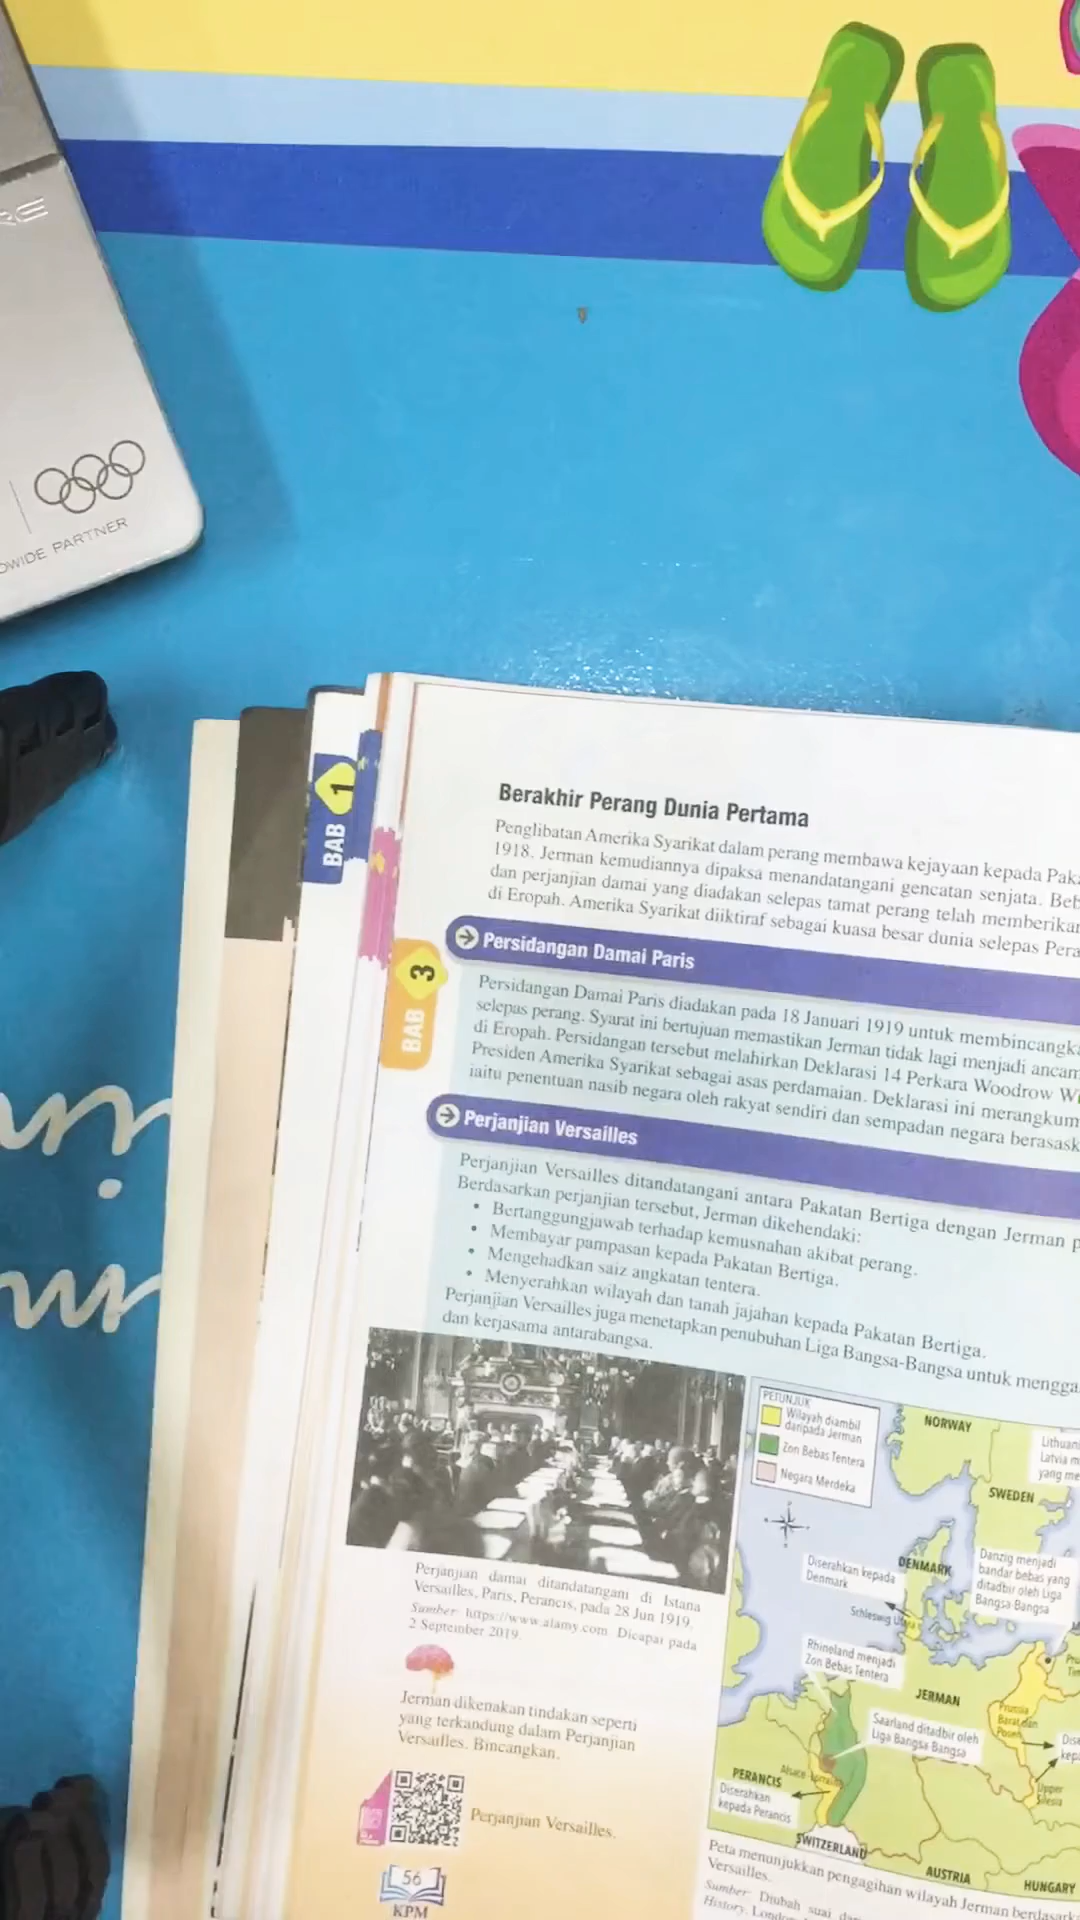 WIDE PARTNER
BAB 1
BAB 3
Berakhir Perang Dunia Pertama
Penglibatan Amerika Syarikat dalam perang membawa kejayaan kepada
1918. Jerman kemudiannya dipaksa menandatangani gencatan senjata.
dan perjanjian damai yang diadakan selepas tamat perang telah
di Eropah. Amerika Syarikat diiktiraf sebagai kuasa besar dunia selepas
Persidangan Damai Paris
Persidangan Damai Paris diadakan pada 18 Januari 1919 untuk
selepas perang. Syarat ini bertujuan memastikan Jerman tidak lagi menjadi
di Eropah. Persidangan tersebut melahirkan Deklarasi 14 Perkara Woodrow
Presiden Amerika Syarikat sebagai asas perdamaian. Deklarasi ini
iaitu penentuan nasib negara oleh rakyat sendiri dan sempadan negara
Perjanjian Versailles
Perjanjian Versailles ditandatangani antara Pakatan Bertiga dengan Jerman
Berdasarkan perjanjian tersebut, Jerman dikehendaki:
• Bertanggungjawab terhadap kemusnahan akibat perang.
• Membayar pampasan kepada Pakatan Bertiga.
• Mengehadkan saiz angkatan tentera.
• Menyerahkan wilayah dan tanah jajahan kepada Pakatan Bertiga.
Perjanjian Versailles juga menetapkan penubuhan Liga Bangsa-Bangsa untuk
dan kerjasama antarabangsa.
Perjanjian damai ditandatangani di Istana
Versailles, Paris, Perancis, pada 28 Jun 1919.
Sumber: https://www.alamy.com Dicapai pada
2 September 2019.
Jerman dikenakan tindakan seperti
yang terkandung dalam Perjanjian
Versailles. Bincangkan.
Perjanjian Versailles.
56
KPM
PETUNJUK
Wilayah diambil
daripada Jerman
Zon Bebas Tentera
Negara Merdeka
NORWAY
SWEDEN
Latvia
DENMARK
Diserahkan kepada
Denmark
Danzig menjadi
bandar bebas yang
ditadbir oleh Liga
Bangsa-Bangsa
Rhineland menjadi
Zon Bebas Tentera
JERMAN
Saarland ditadbir oleh
Liga Bangsa Bangsa
Prussia
Barat dan
Posen
Upper
Silesia
PERANCIS
Diserahkan
kepada Perancis
SWITZERLAND
AUSTRIA
HUNGARY
Peta menunjukkan pengagihan wilayah Jerman
Versailles.
Sumber: Diubah suai
History, London